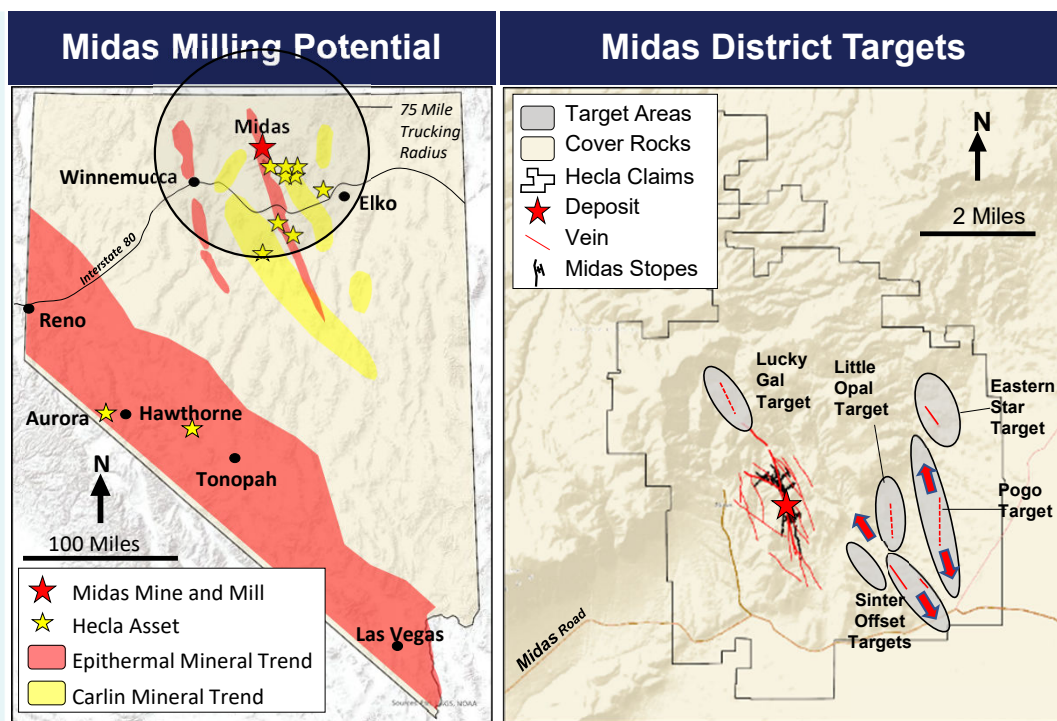 Midas Milling Potential
75 Mile
Trucking
Radius
Midas
Winnemucca
Elko
Interstate 80
Reno
Aurora
Hawthorne
Tonopah
N
100 Miles
Las Vegas
Midas Mine and Mill
Hecla Asset
Epithermal Mineral Trend
Carlin Mineral Trend
Midas District Targets
Target Areas
Cover Rocks
Hecla Claims
Deposit
Vein
Midas Stopes
N
2 Miles
Lucky
Gal
Target
Little
Opal
Target
Eastern
Star
Target
Pogo
Target
Sinter
Offset
Targets
Midas Road